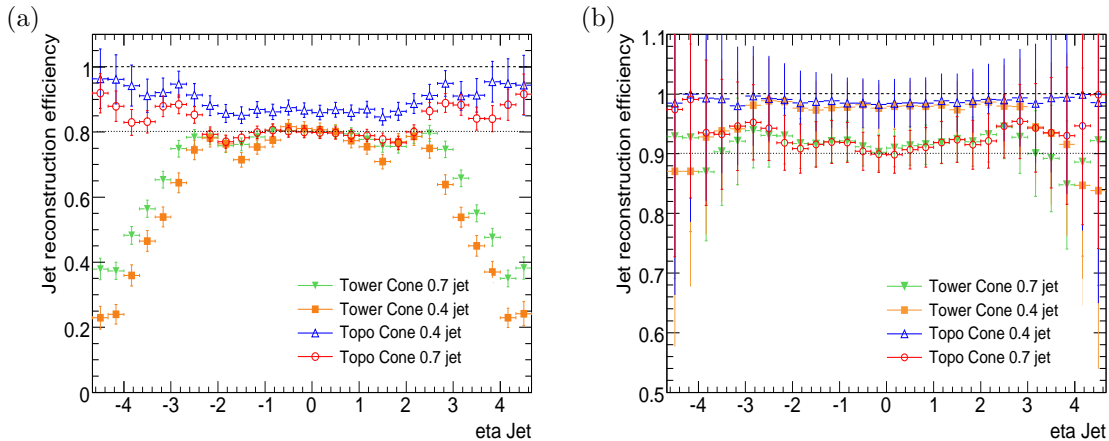 (a)
Jet reconstruction efficiency
1
0.8
0.6
0.4
0.2
0
Tower Cone 0.7 jet
Tower Cone 0.4 jet
Topo Cone 0.4 jet
Topo Cone 0.7 jet
-4 -3 -2 -1 0 1 2 3 4
eta Jet
(b)
Jet reconstruction efficiency
1.1
1
0.9
0.8
0.7
0.6
0.5
Tower Cone 0.7 jet
Tower Cone 0.4 jet
Topo Cone 0.4 jet
Topo Cone 0.7 jet
-4 -3 -2 -1 0 1 2 3 4
eta Jet